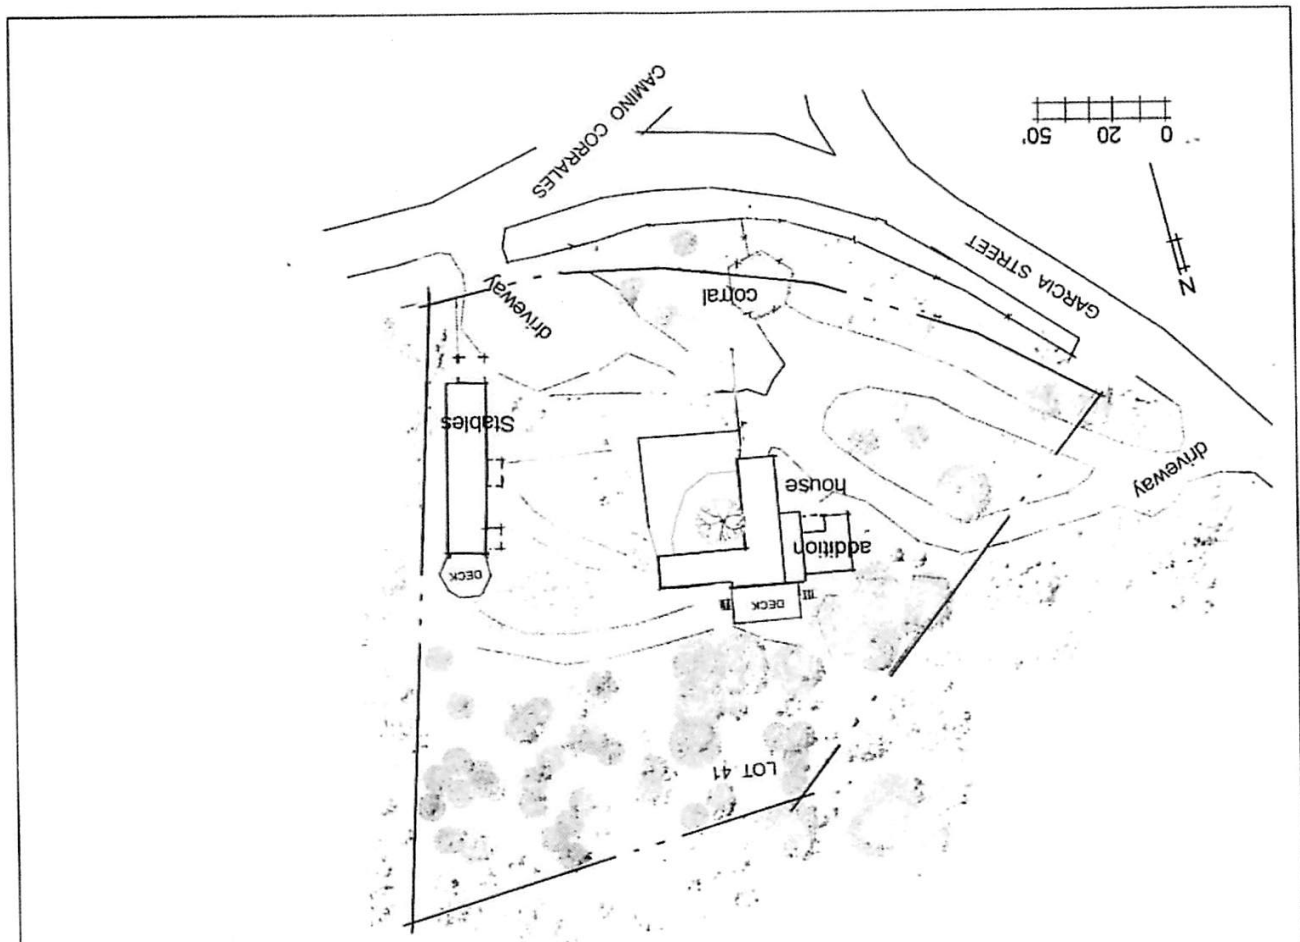 LOT 41
DECK
DECK
addition
house
Stables
driveway
corral
driveway
GARCIA STREET
CAMINO CORRALES
N
0 20 50'